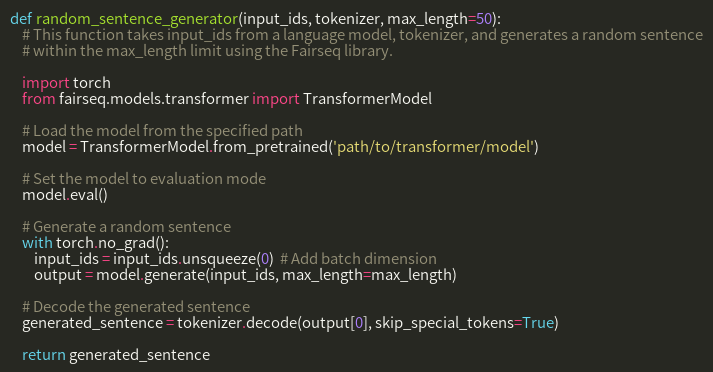 def random_sentence_generator(input_ids, tokenizer, max_length=50):
# This function takes input_ids from a language model, tokenizer, and generates a random sentence
# within the max_length limit using the Fairseq library.
import torch
from fairseq.models.transformer import TransformerModel
# Load the model from the specified path
model = TransformerModel.from_pretrained('path/to/transformer/model')
# Set the model to evaluation mode
model.eval()
# Generate a random sentence
with torch.no_grad():
input_ids = input_ids.unsqueeze(0) # Add batch dimension
output = model.generate(input_ids, max_length=max_length)
# Decode the generated sentence
generated_sentence = tokenizer.decode(output[0], skip_special_tokens=True)
return generated_sentence